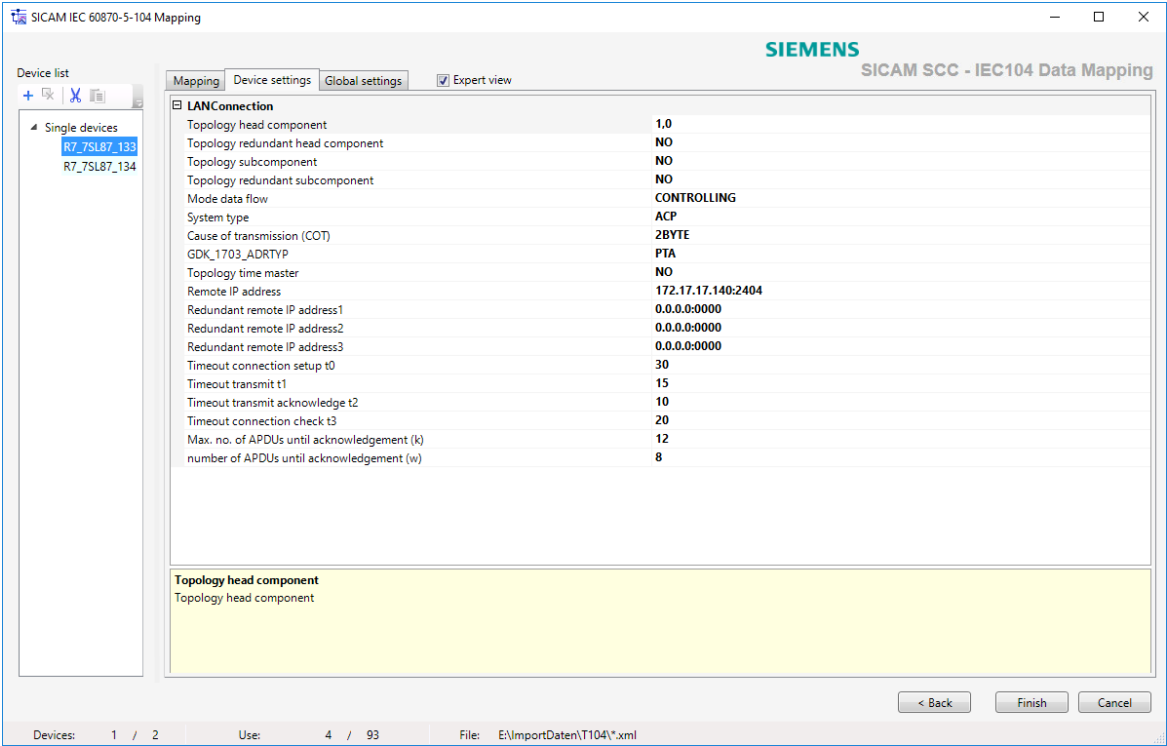 SICAM IEC 60870-5-104 Mapping
SIEMENS
SICAM SCC - IEC104 Data Mapping
Device list
Single devices
R7_7SL87_133
R7_7SL87_134
Mapping Device settings Global settings Expert view
LANConnection
Topology head component 1,0
Topology redundant head component NO
Topology subcomponent NO
Topology redundant subcomponent NO
Mode data flow CONTROLLING
System type ACP
Cause of transmission (COT) 2BYTE
GDK_1703_ADRTYP PTA
Topology time master NO
Remote IP address 172.17.17.140:2404
Redundant remote IP address1 0.0.0.0:0000
Redundant remote IP address2 0.0.0.0:0000
Redundant remote IP address3 0.0.0.0:0000
Timeout connection setup t0 30
Timeout transmit t1 15
Timeout transmit acknowledge t2 10
Timeout connection check t3 20
Max. no. of APDUs until acknowledgement (k) 12
number of APDUs until acknowledgement (w) 8
Topology head component
Topology head component
< Back Finish Cancel
Devices: 1 / 2 Use: 4 / 93 File: E:\ImportDaten\T104\*.xml